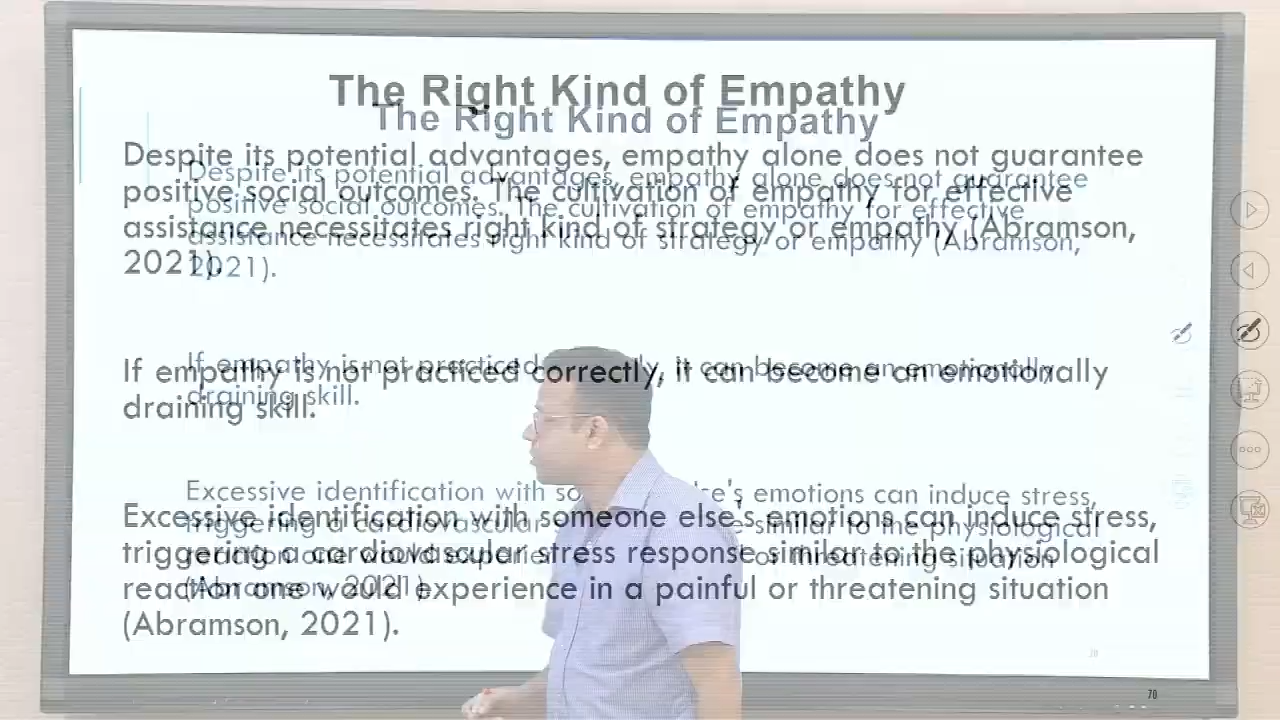 The Right Kind of Empathy
Despite its potential advantages, empathy alone does not guarantee
positive social outcomes. The cultivation of empathy for effective
assistance necessitates right kind of strategy or empathy (Abramson,
2021).
If empathy is not practiced correctly, it can become an emotionally
draining skill.
Excessive identification with someone else's emotions can induce stress,
triggering a cardiovascular stress response similar to the physiological
reaction one would experience in a painful or threatening situation
(Abramson, 2021).
70